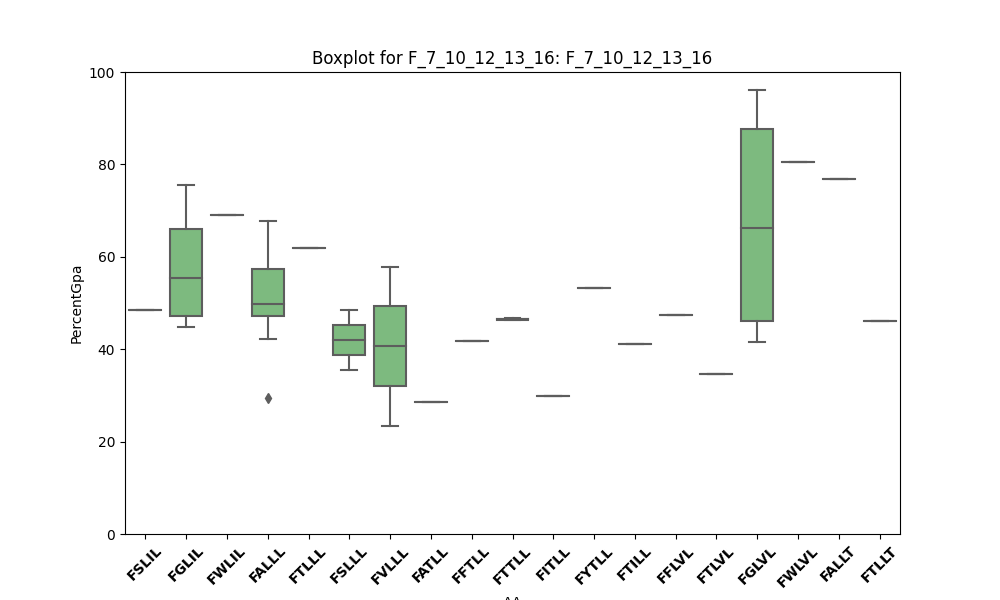 Boxplot for F_7_10_12_13_16: F_7_10_12_13_16
100
80
60
40
20
0
PercentGpa
FSLIL
FGLIL
FWLIL
FALLL
FTLLL
FSLLL
FVLLL
FATLL
FFTLL
FTTLL
FITLL
FYTLL
FTILL
FFLVL
FTLVL
FGLVL
FWLVL
FALLT
FTLLT